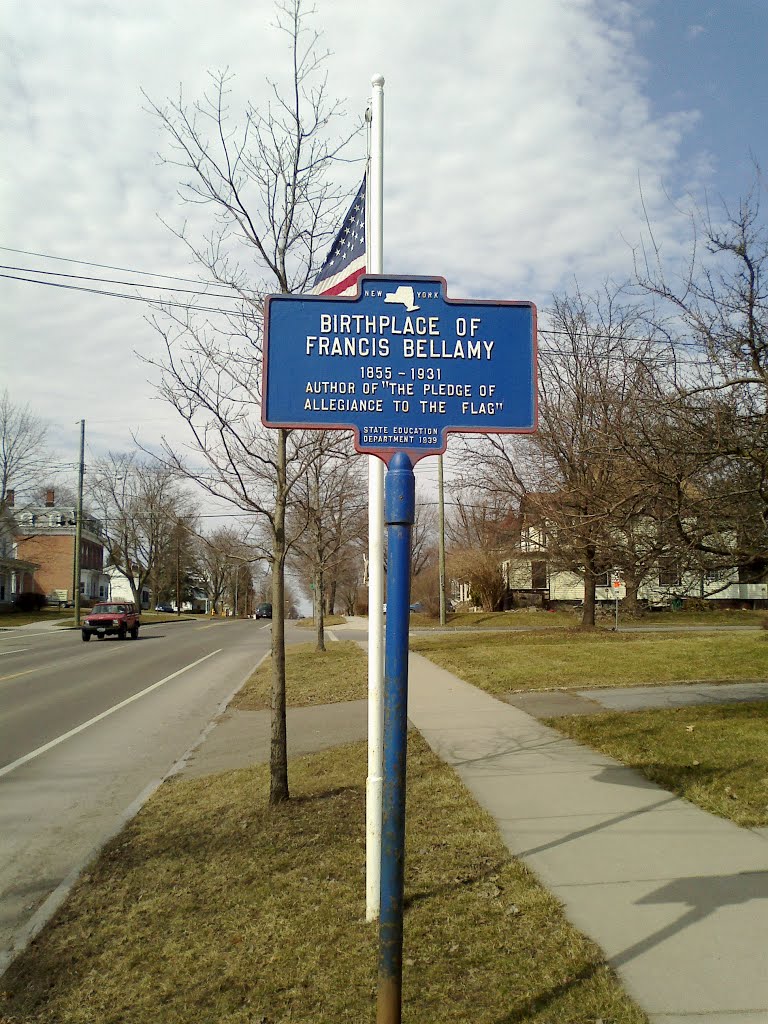 NEW YORK
BIRTHPLACE OF
FRANCIS BELLAMY
1855 - 1931
AUTHOR OF "THE PLEDGE OF
ALLEGIANCE TO THE FLAG"
STATE EDUCATION
DEPARTMENT 1939